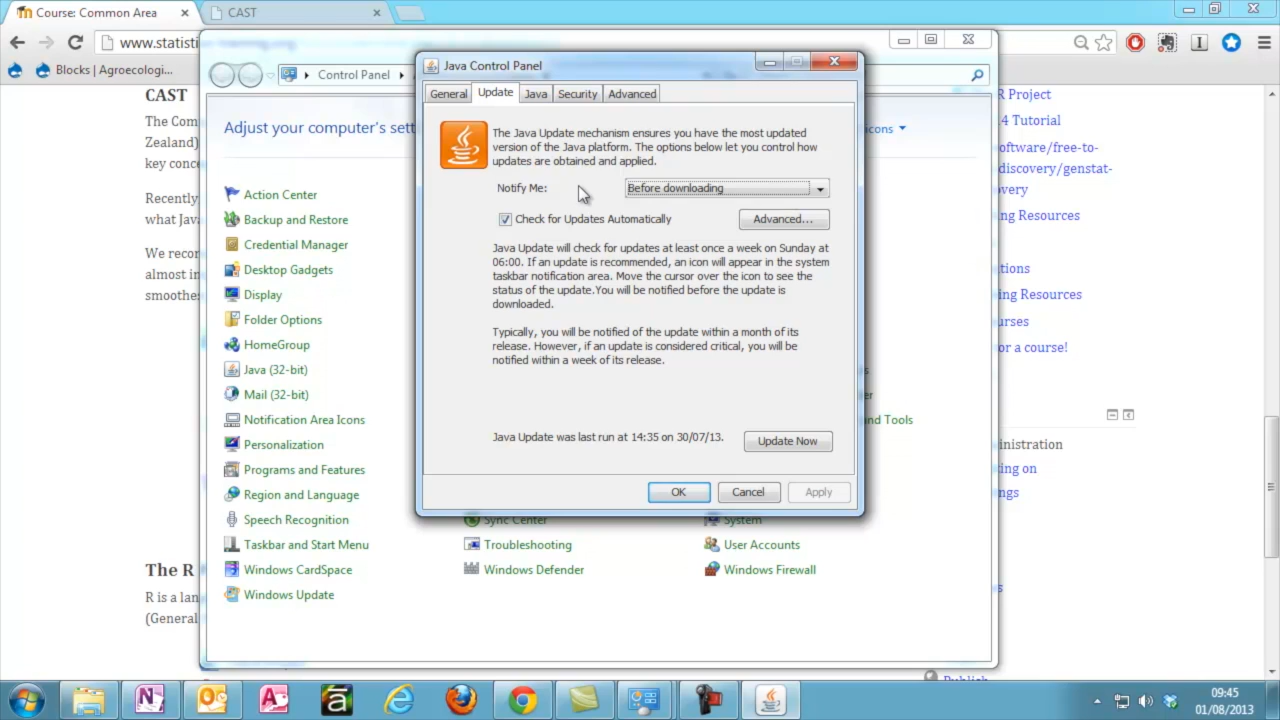 Course: Common Area
CAST
www.statisti
Blocks | Agroecologi...
Control Panel
Java Control Panel
General
Update
Java
Security
Advanced
CAST
The Com
Zealand)
key conce
Recently
what Jav
We recor
almost in
smoothe
The R
R is a lan
(General
Adjust your computer's sett
icons
Action Center
Backup and Restore
Credential Manager
Desktop Gadgets
Display
Folder Options
HomeGroup
Java (32-bit)
Mail (32-bit)
Notification Area Icons
Personalization
Programs and Features
Region and Language
Speech Recognition
Taskbar and Start Menu
Windows CardSpace
Windows Update
Sync Center
Troubleshooting
Windows Defender
System
User Accounts
Windows Firewall
The Java Update mechanism ensures you have the most updated
version of the Java platform. The options below let you control how
updates are obtained and applied.
Notify Me:
Before downloading
Check for Updates Automatically
Advanced...
Java Update will check for updates at least once a week on Sunday at
06:00. If an update is recommended, an icon will appear in the system
taskbar notification area. Move the cursor over the icon to see the
status of the update.You will be notified before the update is
downloaded.
Typically, you will be notified of the update within a month of its
release. However, if an update is considered critical, you will be
notified within a week of its release.
Java Update was last run at 14:35 on 30/07/13.
Update Now
OK
Cancel
Apply
er
nd Tools
R Project
4 Tutorial
oftware/free-to-
discovery/genstat-
overy
ng Resources
tions
ing Resources
urses
or a course!
inistration
ing on
ngs
s
Publish
09:45
01/08/2013